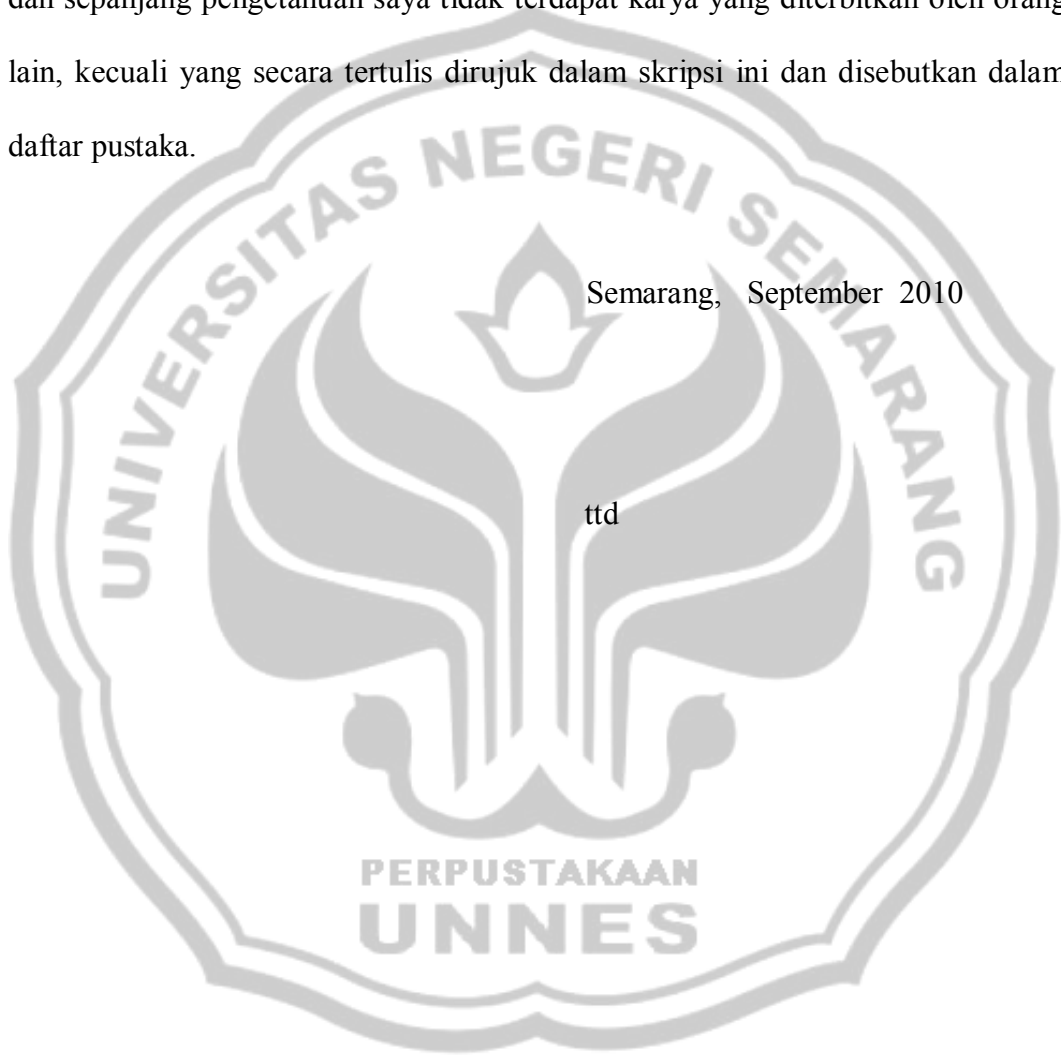 dan sepanjang pengetahuan saya tidak terdapat karya yang diterbitkan oleh orang
lain, kecuali yang secara tertulis dirujuk dalam skripsi ini dan disebutkan dalam
daftar pustaka.
UNIVERSITAS NEGERI SEMARANG
Semarang, September 2010
ttd
PERPUSTAKAAN
UNNES